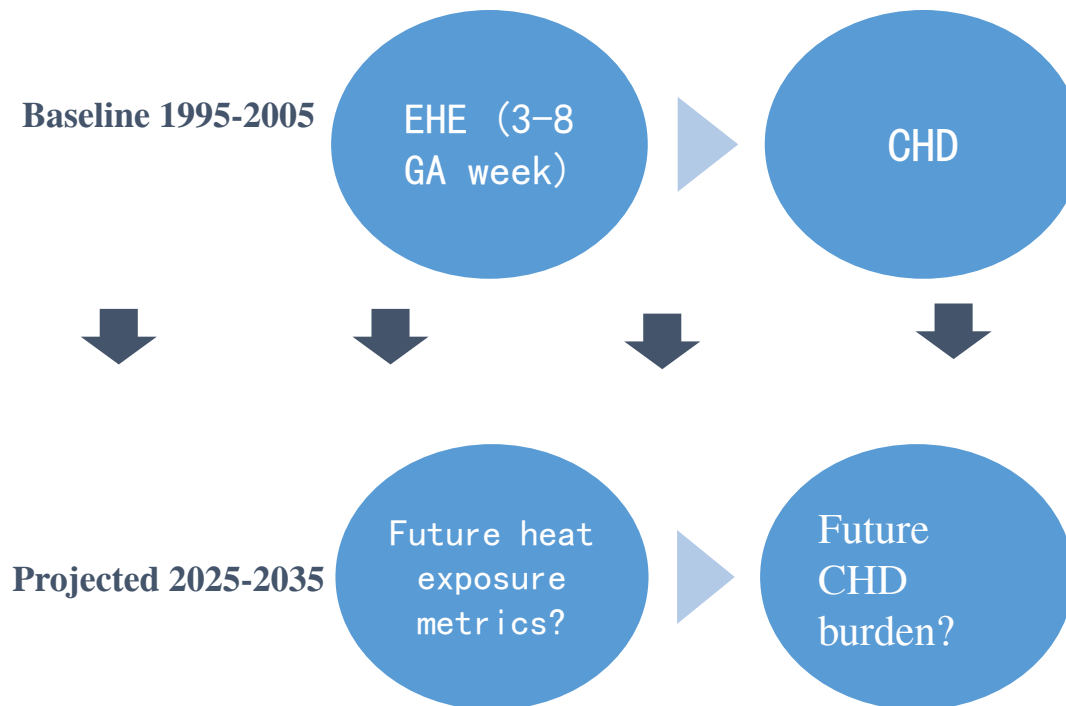 Baseline 1995-2005
EHE (3-8
GA week)
CHD
Projected 2025-2035
Future heat
exposure
metrics?
Future
CHD
burden?